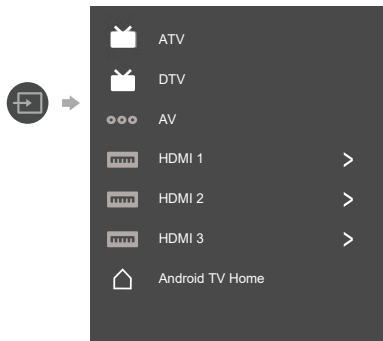 ATV
DTV
AV
HDMI 1
HDMI 2
HDMI 3
Android TV Home